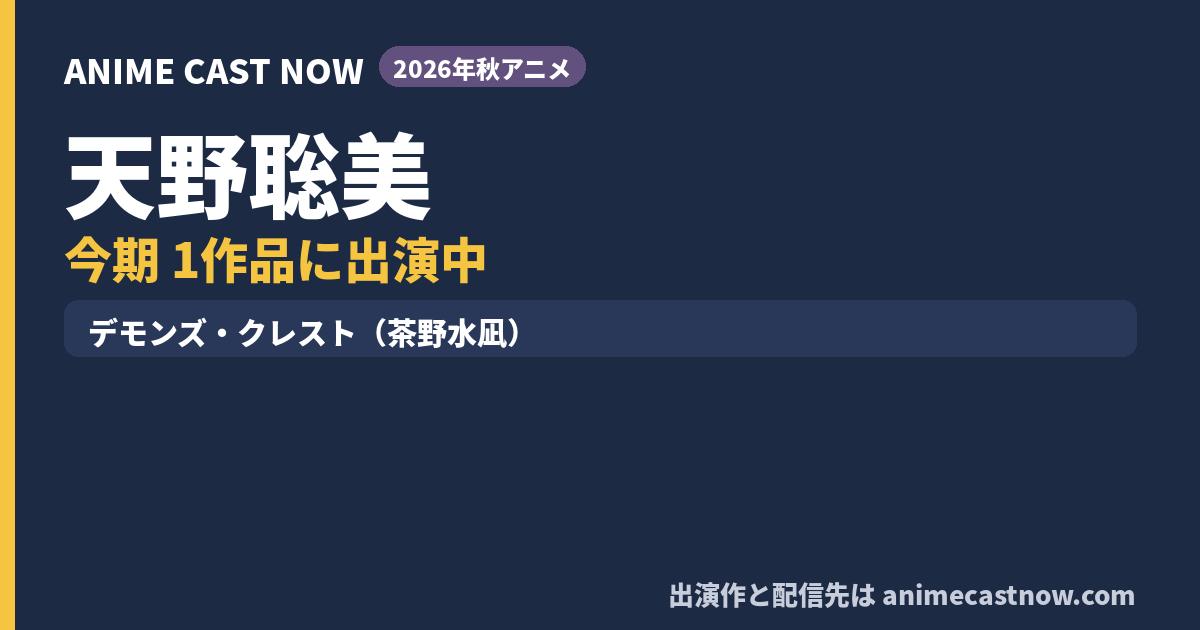 ANIME CAST NOW 2026年秋アニメ
天野聡美
今期 1作品に出演中
デモンズ・クレスト（茶野水凪）
出演作と配信先は animecastnow.com